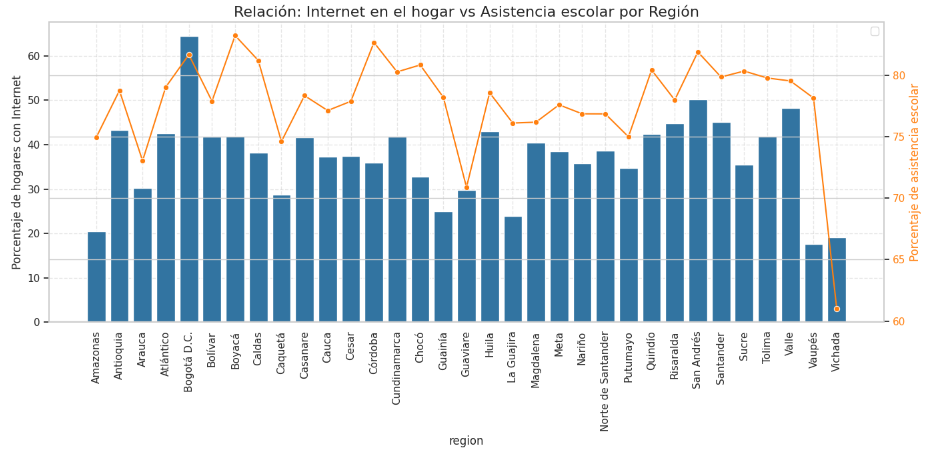 Relación: Internet en el hogar vs Asistencia escolar por Región
Porcentaje de hogares con Internet
60
50
40
30
20
10
0
80
75
70
65
60
Porcentaje de asistencia escolar
Amazonas
Antioquia
Arauca
Atlántico
Bogotá D.C.
Bolívar
Boyacá
Caldas
Caquetá
Casanare
Cauca
Cesar
Córdoba
Cundinamarca
Chocó
Guainía
Guaviare
Huila
La Guajira
Magdalena
Meta
Nariño
Norte de Santander
Putumayo
Quindío
Risaralda
San Andrés
Santander
Sucre
Tolima
Valle
Vaupés
Vichada
region